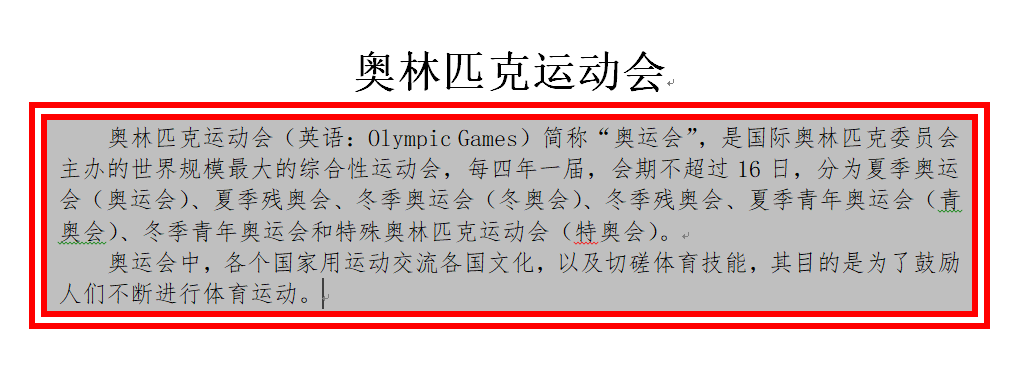 奥林匹克运动会
奥林匹克运动会（英语：Olympic Games）简称“奥运会”，是国际奥林匹克委员会
主办的世界规模最大的综合性运动会，每四年一届，会期不超过 16 日，分为夏季奥运
会（奥运会）、夏季残奥会、冬季奥运会（冬奥会）、冬季残奥会、夏季青年奥运会（青
奥会）、冬季青年奥运会和特殊奥林匹克运动会（特奥会）。
奥运会中，各个国家用运动交流各国文化，以及切磋体育技能，其目的是为了鼓励
人们不断进行体育运动。